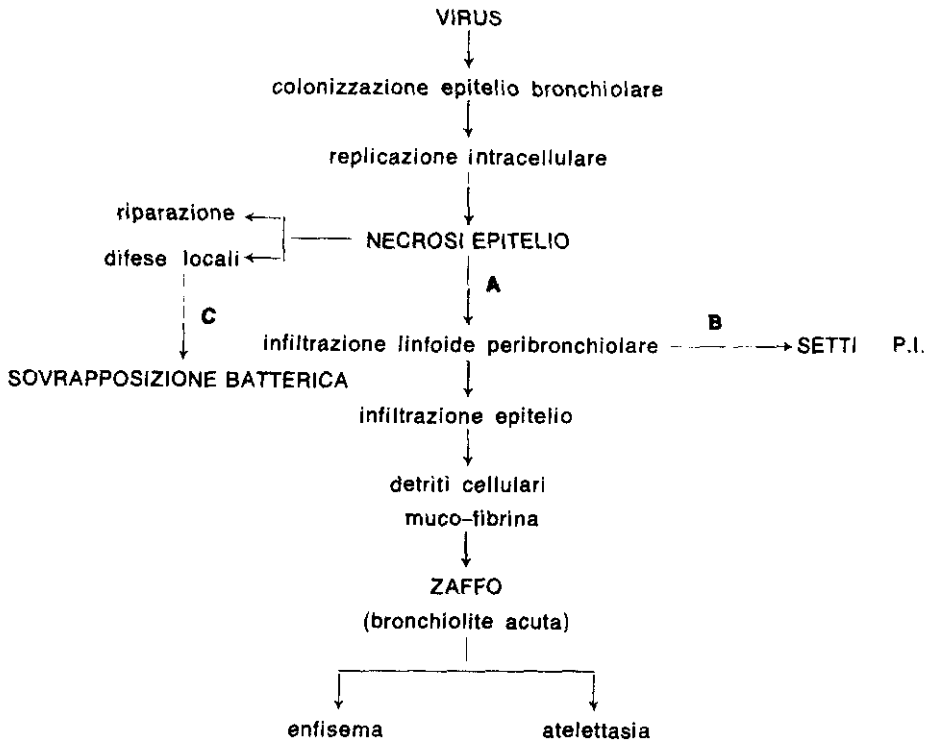 VIRUS
colonizzazione epitelio bronchiolare
replicazione intracellulare
riparazione
NECROSI EPITELIO
difese locali
A
C
B
infiltrazione linfoide peribronchiolare
SETTI P.I.
SOVRAPPOSIZIONE BATTERICA
infiltrazione epitelio
detriti cellulari
muco-fibrina
ZAFFO
(bronchiolite acuta)
enfisema
atelettasia